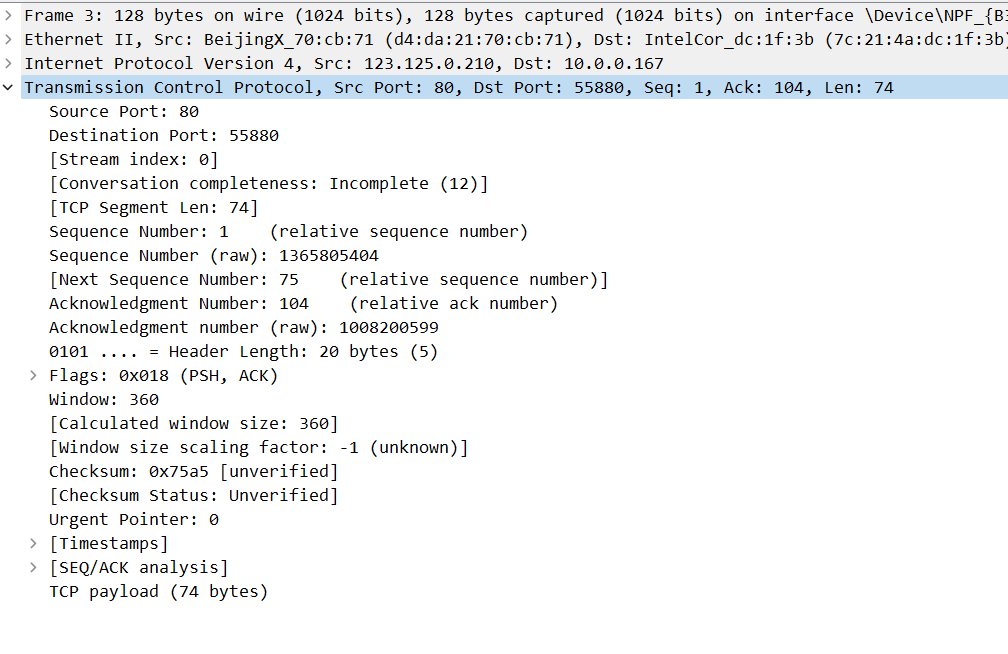 Frame 3: 128 bytes on wire (1024 bits), 128 bytes captured (1024 bits) on interface \Device\NPF_{B
Ethernet II, Src: BeijingX_70:cb:71 (d4:da:21:70:cb:71), Dst: IntelCor_dc:1f:3b (7c:21:4a:dc:1f:3b)
Internet Protocol Version 4, Src: 123.125.0.210, Dst: 10.0.0.167
Transmission Control Protocol, Src Port: 80, Dst Port: 55880, Seq: 1, Ack: 104, Len: 74
Source Port: 80
Destination Port: 55880
[Stream index: 0]
[Conversation completeness: Incomplete (12)]
[TCP Segment Len: 74]
Sequence Number: 1    (relative sequence number)
Sequence Number (raw): 1365805404
[Next Sequence Number: 75    (relative sequence number)]
Acknowledgment Number: 104    (relative ack number)
Acknowledgment number (raw): 1008200599
0101 .... = Header Length: 20 bytes (5)
Flags: 0x018 (PSH, ACK)
Window: 360
[Calculated window size: 360]
[Window size scaling factor: -1 (unknown)]
Checksum: 0x75a5 [unverified]
[Checksum Status: Unverified]
Urgent Pointer: 0
[Timestamps]
[SEQ/ACK analysis]
TCP payload (74 bytes)